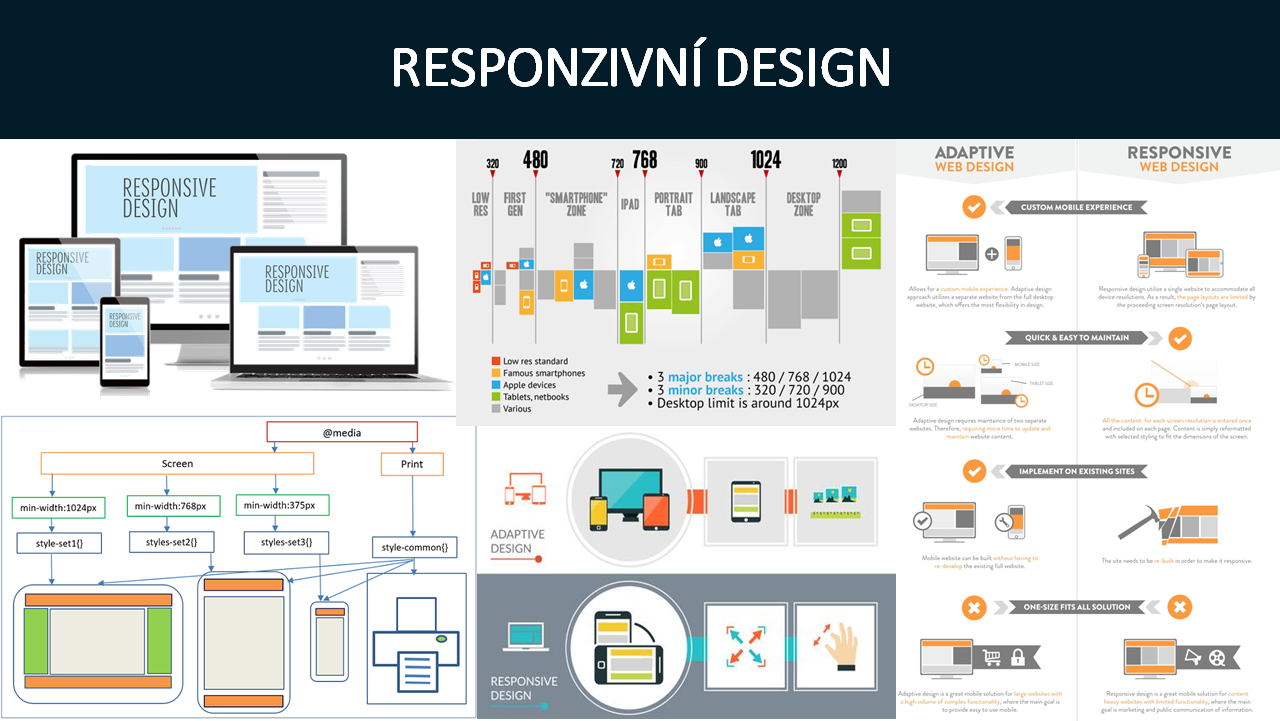 RESPONZIVNÍ DESIGN
RESPONSIVE
DESIGN
RESPONSIVE
DESIGN
RESPONSIVE
DESIGN
RESPONSIVE
DESIGN
320
480
720
768
900
1024
1200
LOW
RES
FIRST
GEN
"SMARTPHONE"
ZONE
IPAD
PORTRAIT
TAB
LANDSCAPE
TAB
DESKTOP
ZONE
Low res standard
Famous smartphones
Apple devices
Tablets, netbooks
Various
• 3 major breaks : 480 / 768 / 1024
• 3 minor breaks : 320 / 720 / 900
• Desktop limit is around 1024px
@media
Screen
Print
min-width:1024px
min-width:768px
min-width:375px
style-set1{}
styles-set2{}
styles-set3{}
style-common{}
ADAPTIVE
DESIGN
RESPONSIVE
DESIGN
ADAPTIVE
WEB DESIGN
RESPONSIVE
WEB DESIGN
CUSTOM MOBILE EXPERIENCE
Allows for a custom mobile experience. Adaptive design
approach utilizes a separate website from the full desktop
website, which offers the most flexibility in design.
Responsive design utilize a single website to accommodate all
device resolutions. As a result, the page layouts are limited by
the proceeding screen resolution's page layout.
QUICK & EASY TO MAINTAIN
MOBILE SIZE
TABLET SIZE
DESKTOP SIZE
Adaptive design requires maintaince of two separate
websites. Therefore, requiring more time to update and
maintain website content.
All the content for each screen resolution is entered once
and included on each page. Content is simply reformatted
with selected styling to fit the dimensions of the screen.
IMPLEMENT ON EXISTING SITES
Mobile website can be built without having to
re-develop the existing full website.
The site needs to be re-built in order to make it responsive.
ONE-SIZE FITS ALL SOLUTION
Adaptive design is a great mobile solution for large websites with
a high volume of complex functionality, where the main goal is
to provide easy to use mobile.
Responsive design is a great mobile solution for content
heavy websites with limited functionality, where the main
goal is marketing and public communication of information.